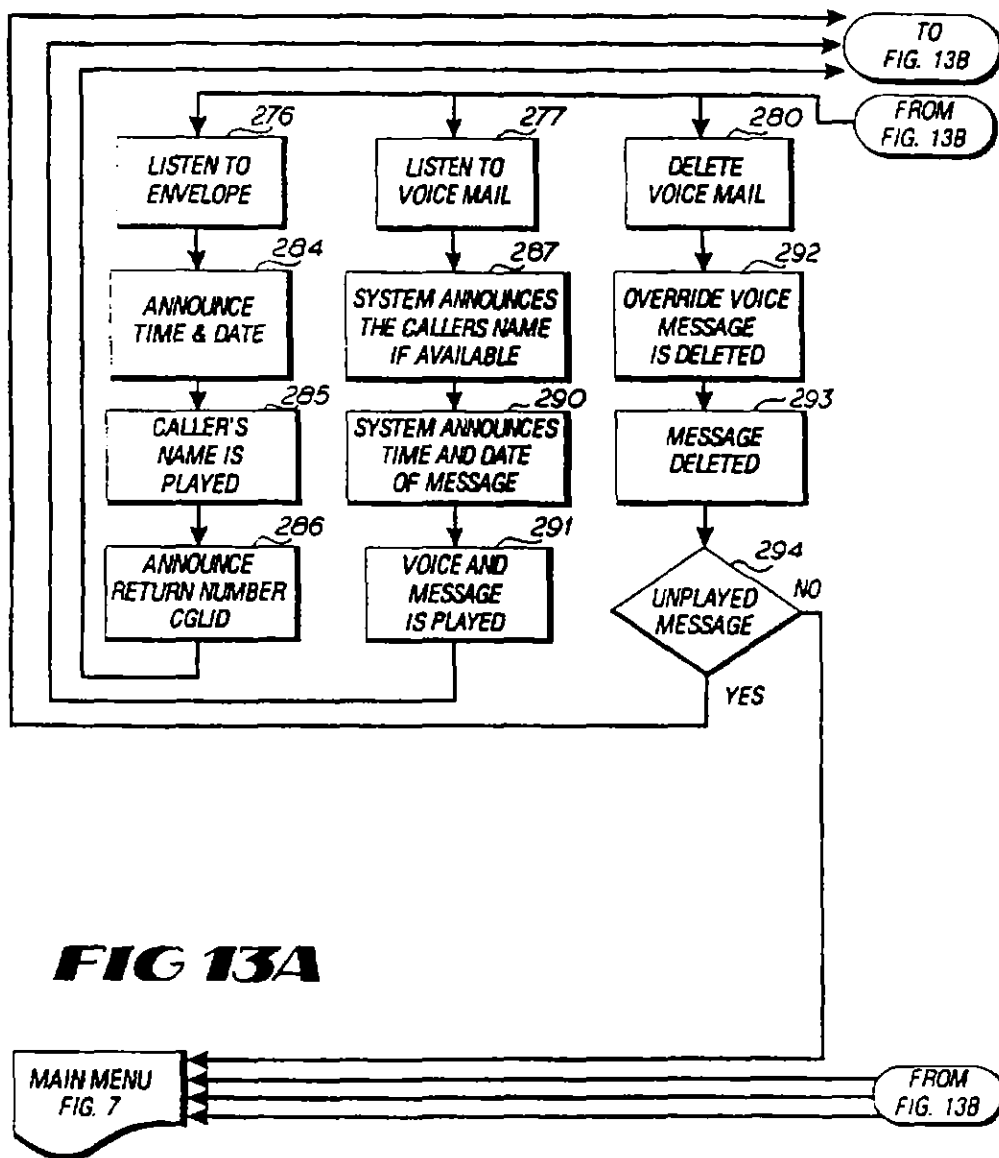 TO
FIG. 13B
FROM
FIG. 13B
276
LISTEN TO
ENVELOPE
277
LISTEN TO
VOICE MAIL
280
DELETE
VOICE MAIL
284
ANNOUNCE
TIME & DATE
287
SYSTEM ANNOUNCES
THE CALLERS NAME
IF AVAILABLE
292
OVERRIDE VOICE
MESSAGE
IS DELETED
285
CALLER'S
NAME IS
PLAYED
290
SYSTEM ANNOUNCES
TIME AND DATE
OF MESSAGE
293
MESSAGE
DELETED
286
ANNOUNCE
RETURN NUMBER
CGLID
291
VOICE AND
MESSAGE
IS PLAYED
294
UNPLAYED
MESSAGE
NO
YES
FIG 13A
MAIN MENU
FIG. 7
FROM
FIG. 13B